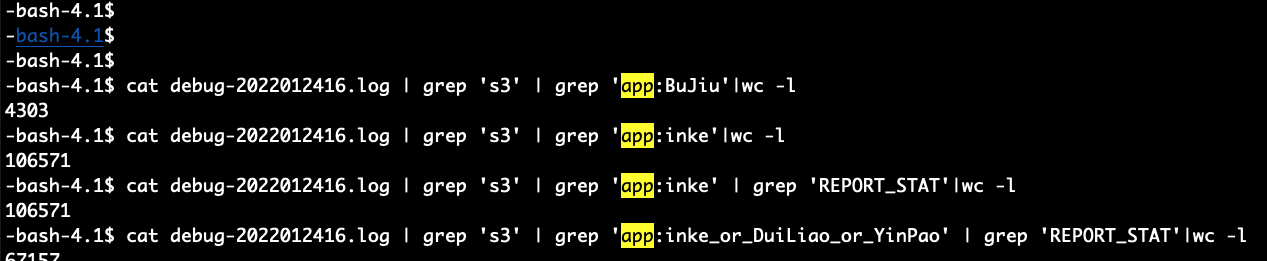 -bash-4.1$
-bash-4.1$
-bash-4.1$
-bash-4.1$ cat debug-2022012416.log | grep 's3' | grep 'app:BuJiu'|wc -l
4303
-bash-4.1$ cat debug-2022012416.log | grep 's3' | grep 'app:inke'|wc -l
106571
-bash-4.1$ cat debug-2022012416.log | grep 's3' | grep 'app:inke' | grep 'REPORT_STAT'|wc -l
106571
-bash-4.1$ cat debug-2022012416.log | grep 's3' | grep 'app:inke_or_DuiLiao_or_YinPao' | grep 'REPORT_STAT'|wc -l
67157